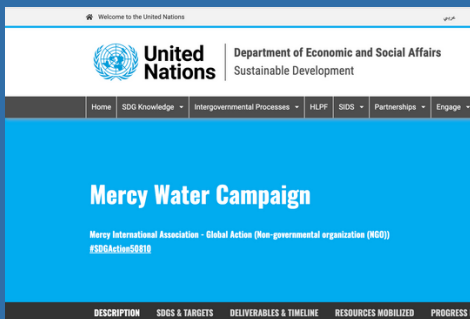 Welcome to the United Nations
عربي
United Nations
Department of Economic and Social Affairs
Sustainable Development
Home SDG Knowledge Intergovernmental Processes HLPF SIDS Partnerships Engage
Mercy Water Campaign
Mercy International Association - Global Action (Non-governmental organization (NGO))
#SDGAction50810
DESCRIPTION SDGS & TARGETS DELIVERABLES & TIMELINE RESOURCES MOBILIZED PROGRESS